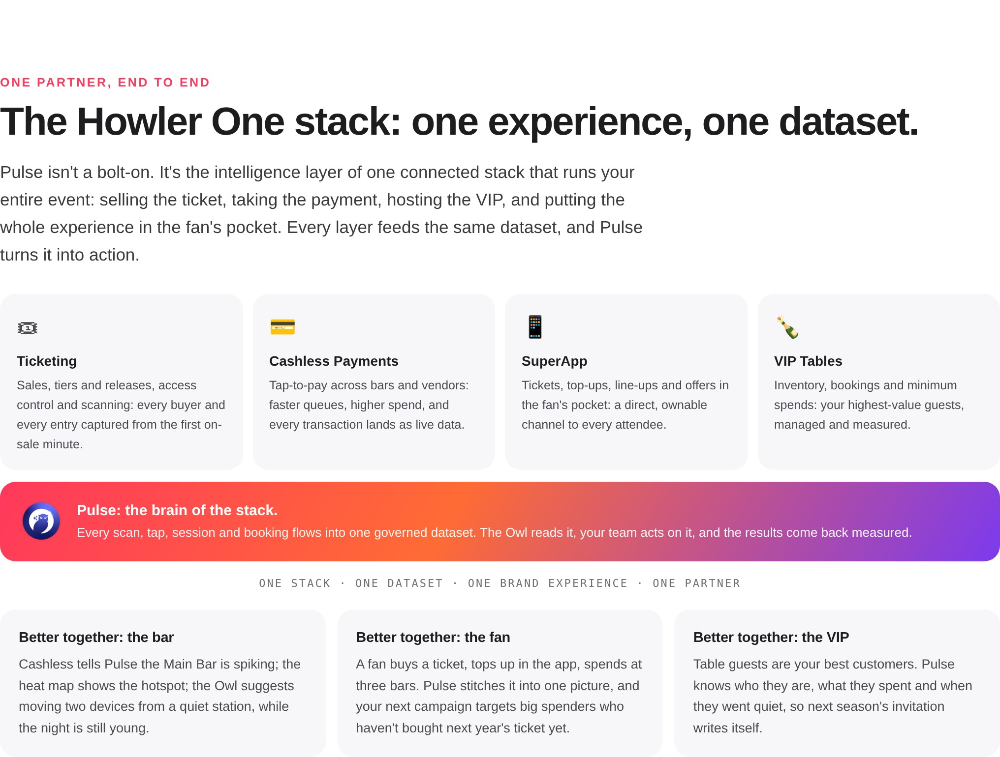 ONE PARTNER, END TO END
The Howler One stack: one experience, one dataset.
Pulse isn't a bolt-on. It's the intelligence layer of one connected stack that runs your
entire event: selling the ticket, taking the payment, hosting the VIP, and putting the
whole experience in the fan's pocket. Every layer feeds the same dataset, and Pulse
turns it into action.
Ticketing
Sales, tiers and releases, access
control and scanning: every buyer and
every entry captured from the first on-
sale minute.
Cashless Payments
Tap-to-pay across bars and vendors:
faster queues, higher spend, and
every transaction lands as live data.
SuperApp
Tickets, top-ups, line-ups and offers in
the fan's pocket: a direct, ownable
channel to every attendee.
VIP Tables
Inventory, bookings and minimum
spends: your highest-value guests,
managed and measured.
Pulse: the brain of the stack.
Every scan, tap, session and booking flows into one governed dataset. The Owl reads it, your team acts on it, and the results come back measured.
ONE STACK · ONE DATASET · ONE BRAND EXPERIENCE · ONE PARTNER
Better together: the bar
Cashless tells Pulse the Main Bar is spiking; the
heat map shows the hotspot; the Owl suggests
moving two devices from a quiet station, while
the night is still young.
Better together: the fan
A fan buys a ticket, tops up in the app, spends at
three bars. Pulse stitches it into one picture, and
your next campaign targets big spenders who
haven't bought next year's ticket yet.
Better together: the VIP
Table guests are your best customers. Pulse
knows who they are, what they spent and when
they went quiet, so next season's invitation
writes itself.